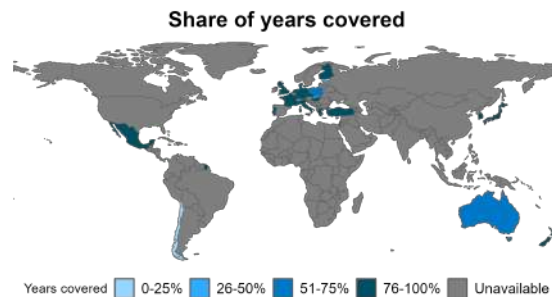 Share of years covered
Years covered 0-25% 26-50% 51-75% 76-100% Unavailable